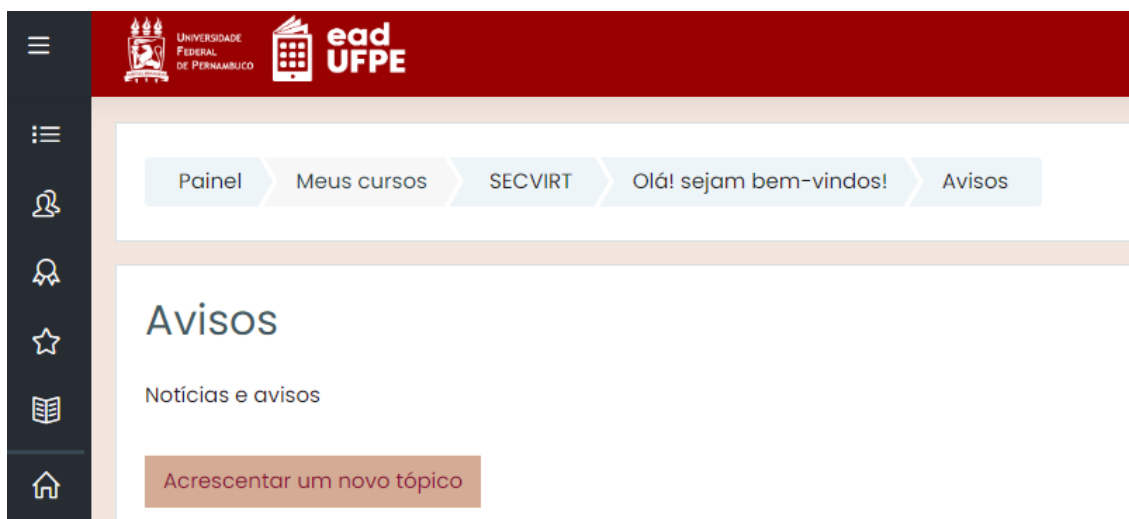 UNIVERSIDADE
FEDERAL
DE PERNAMBUCO
ead
UFPE
Painel Meus cursos SECVIRT Olá! sejam bem-vindos! Avisos
Avisos
Notícias e avisos
Acrescentar um novo tópico